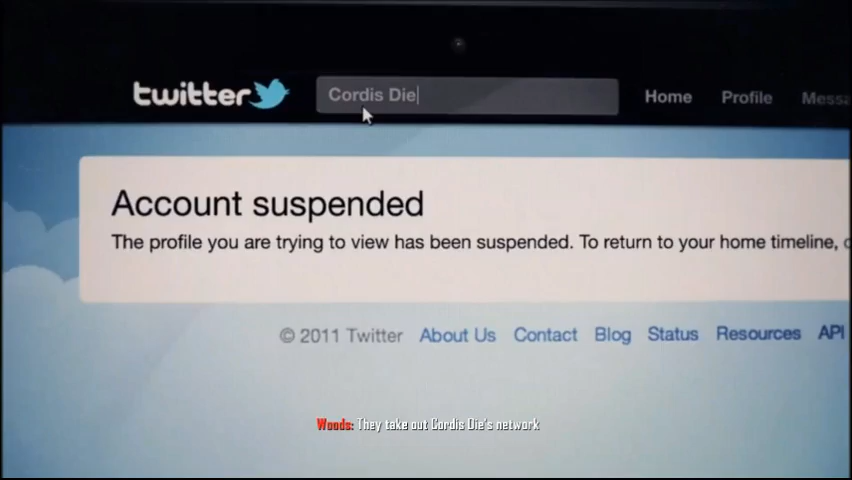 twitter Cordis Die Home Profile
Account suspended
The profile you are trying to view has been suspended. To return to your home timeline,
© 2011 Twitter About Us Contact Blog Status Resources API
Woods: They take out Cordis Die's network